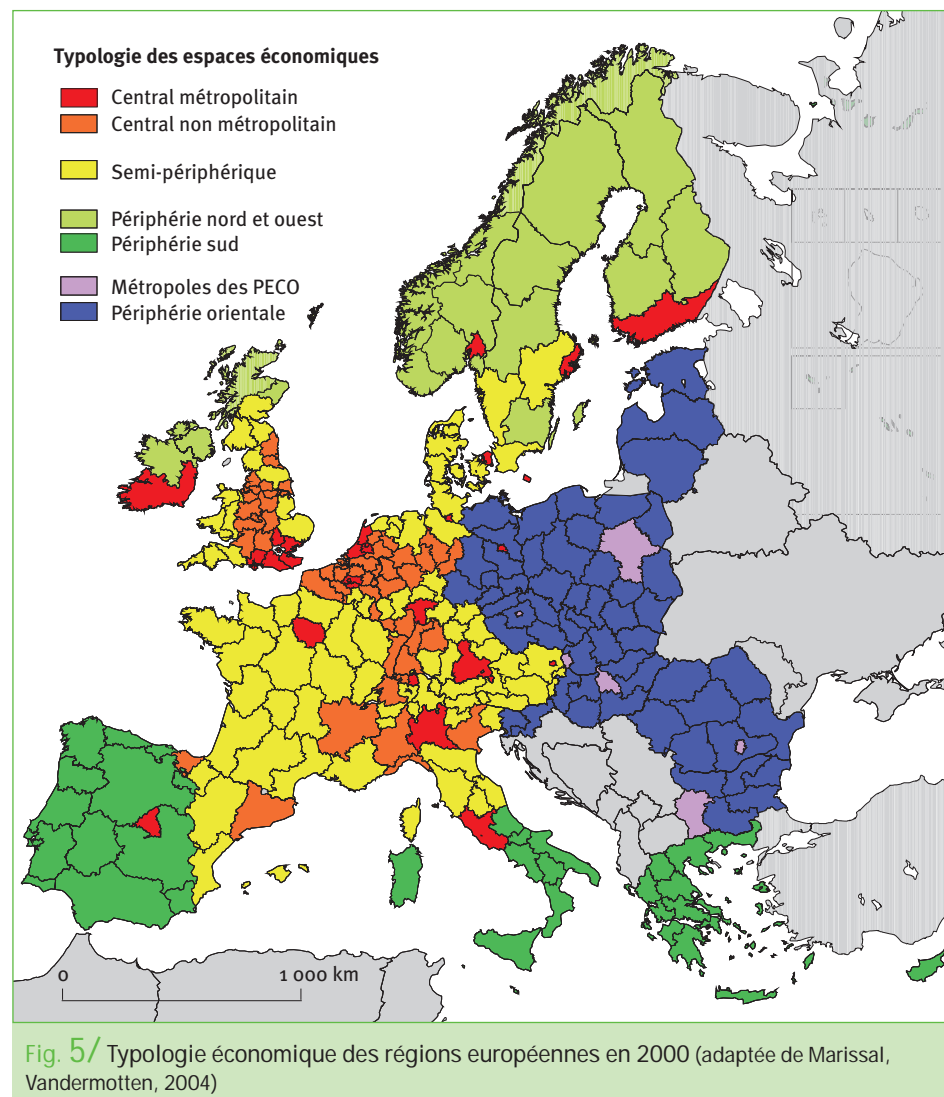 Typologie des espaces économiques
Central métropolitain
Central non métropolitain
Semi-périphérique
Périphérie nord et ouest
Périphérie sud
Métropoles des PECO
Périphérie orientale
0 1 000 km
Fig. 5/ Typologie économique des régions européennes en 2000 (adaptée de Marissal,
Vandermotten, 2004)